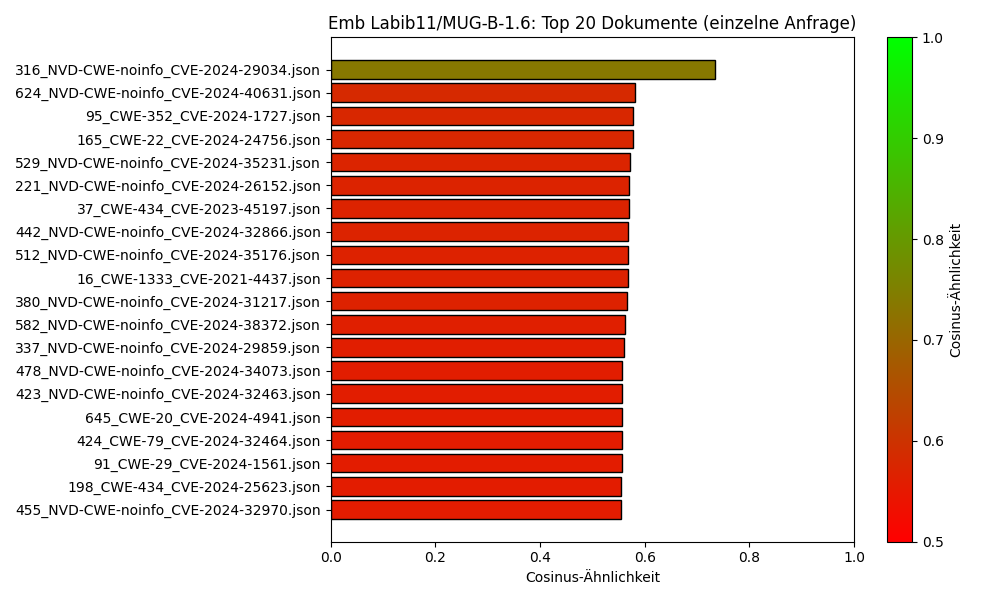 Emb Labib11/MUG-B-1.6: Top 20 Dokumente (einzelne Anfrage)
316_NVD-CWE-noinfo_CVE-2024-29034.json
624_NVD-CWE-noinfo_CVE-2024-40631.json
95_CWE-352_CVE-2024-1727.json
165_CWE-22_CVE-2024-24756.json
529_NVD-CWE-noinfo_CVE-2024-35231.json
221_NVD-CWE-noinfo_CVE-2024-26152.json
37_CWE-434_CVE-2023-45197.json
442_NVD-CWE-noinfo_CVE-2024-32866.json
512_NVD-CWE-noinfo_CVE-2024-35176.json
16_CWE-1333_CVE-2021-4437.json
380_NVD-CWE-noinfo_CVE-2024-31217.json
582_NVD-CWE-noinfo_CVE-2024-38372.json
337_NVD-CWE-noinfo_CVE-2024-29859.json
478_NVD-CWE-noinfo_CVE-2024-34073.json
423_NVD-CWE-noinfo_CVE-2024-32463.json
645_CWE-20_CVE-2024-4941.json
424_CWE-79_CVE-2024-32464.json
91_CWE-29_CVE-2024-1561.json
198_CWE-434_CVE-2024-25623.json
455_NVD-CWE-noinfo_CVE-2024-32970.json
0.0 0.2 0.4 0.6 0.8 1.0
Cosinus-Ähnlichkeit
1.0
0.9
0.8
0.7
0.6
0.5
Cosinus-Ähnlichkeit